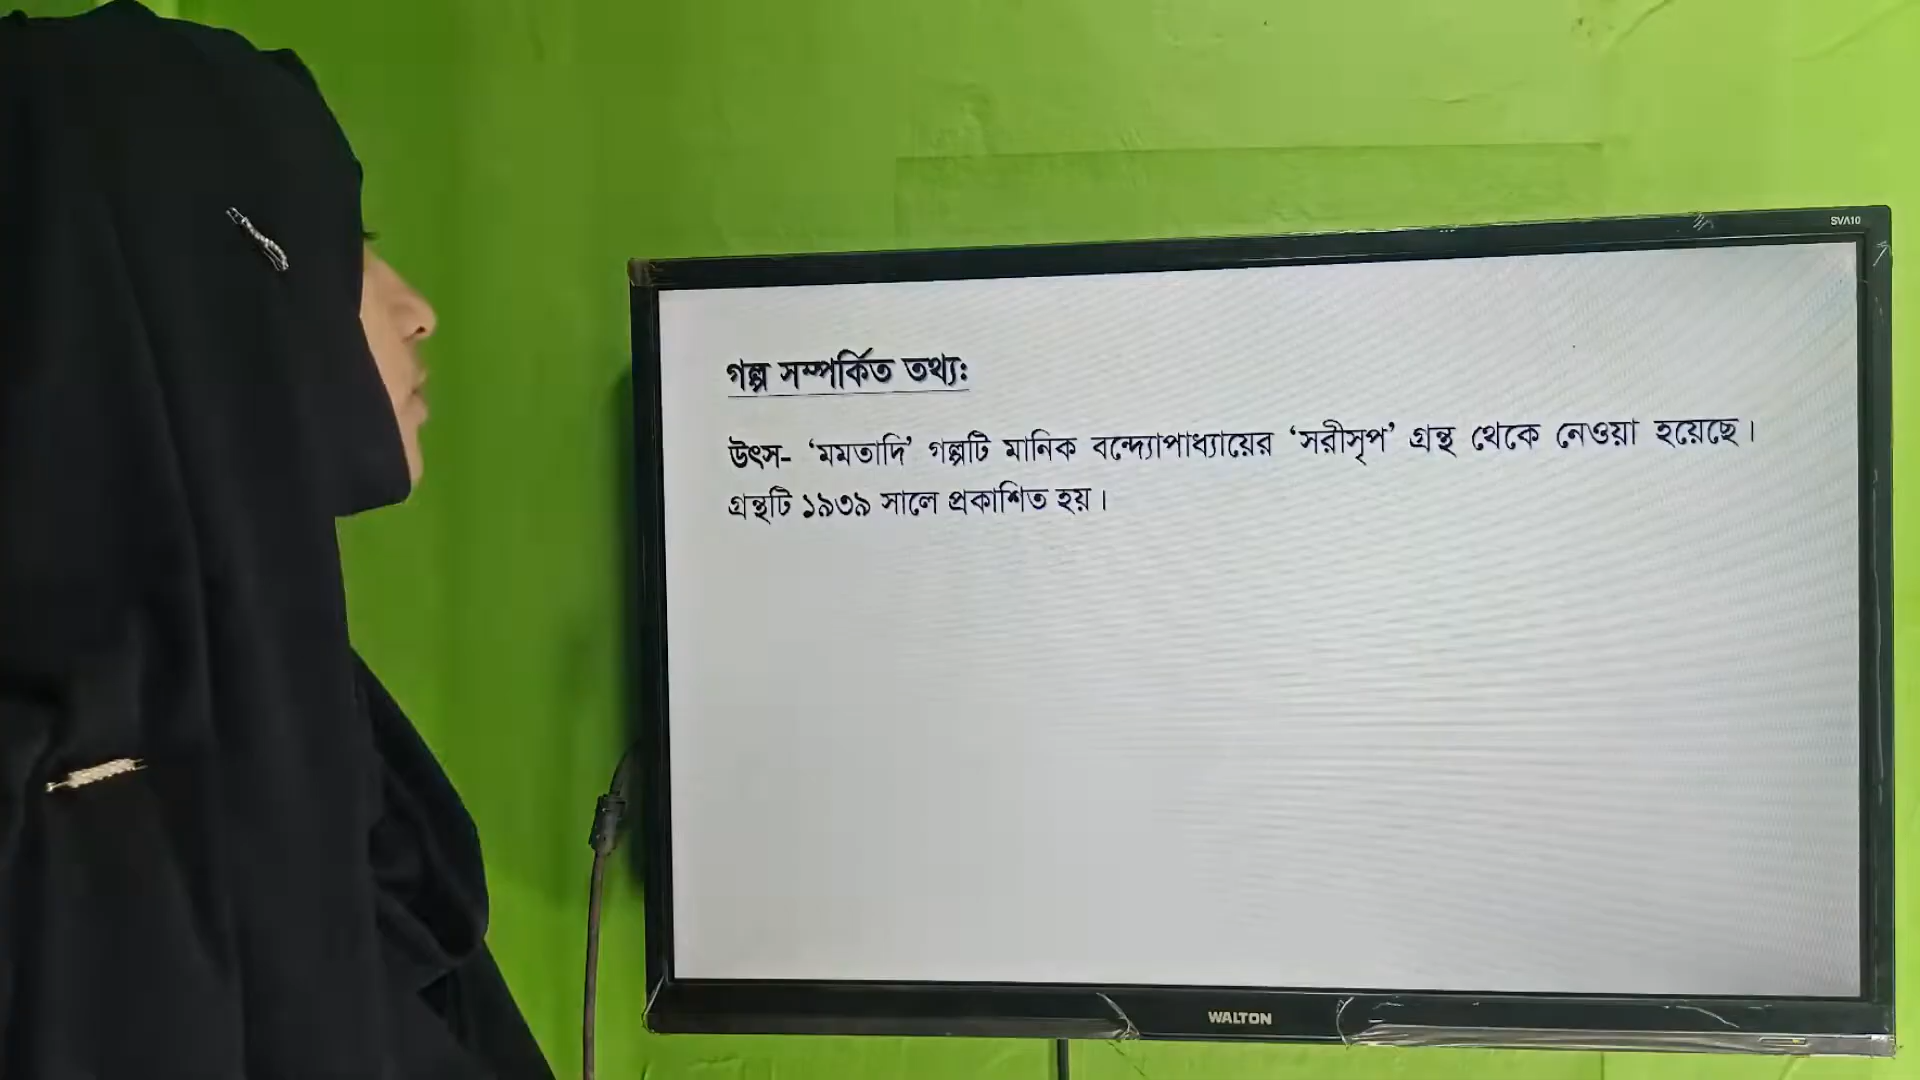 SVA10
গল্প সম্পর্কিত তথ্য:
উৎস- ‘মমতাদি’ গল্পটি মানিক বন্দ্যোপাধ্যায়ের ‘সরীসৃপ’ গ্রন্থ থেকে নেওয়া হয়েছে।
গ্রন্থটি ১৯৩৯ সালে প্রকাশিত হয়।
WALTON